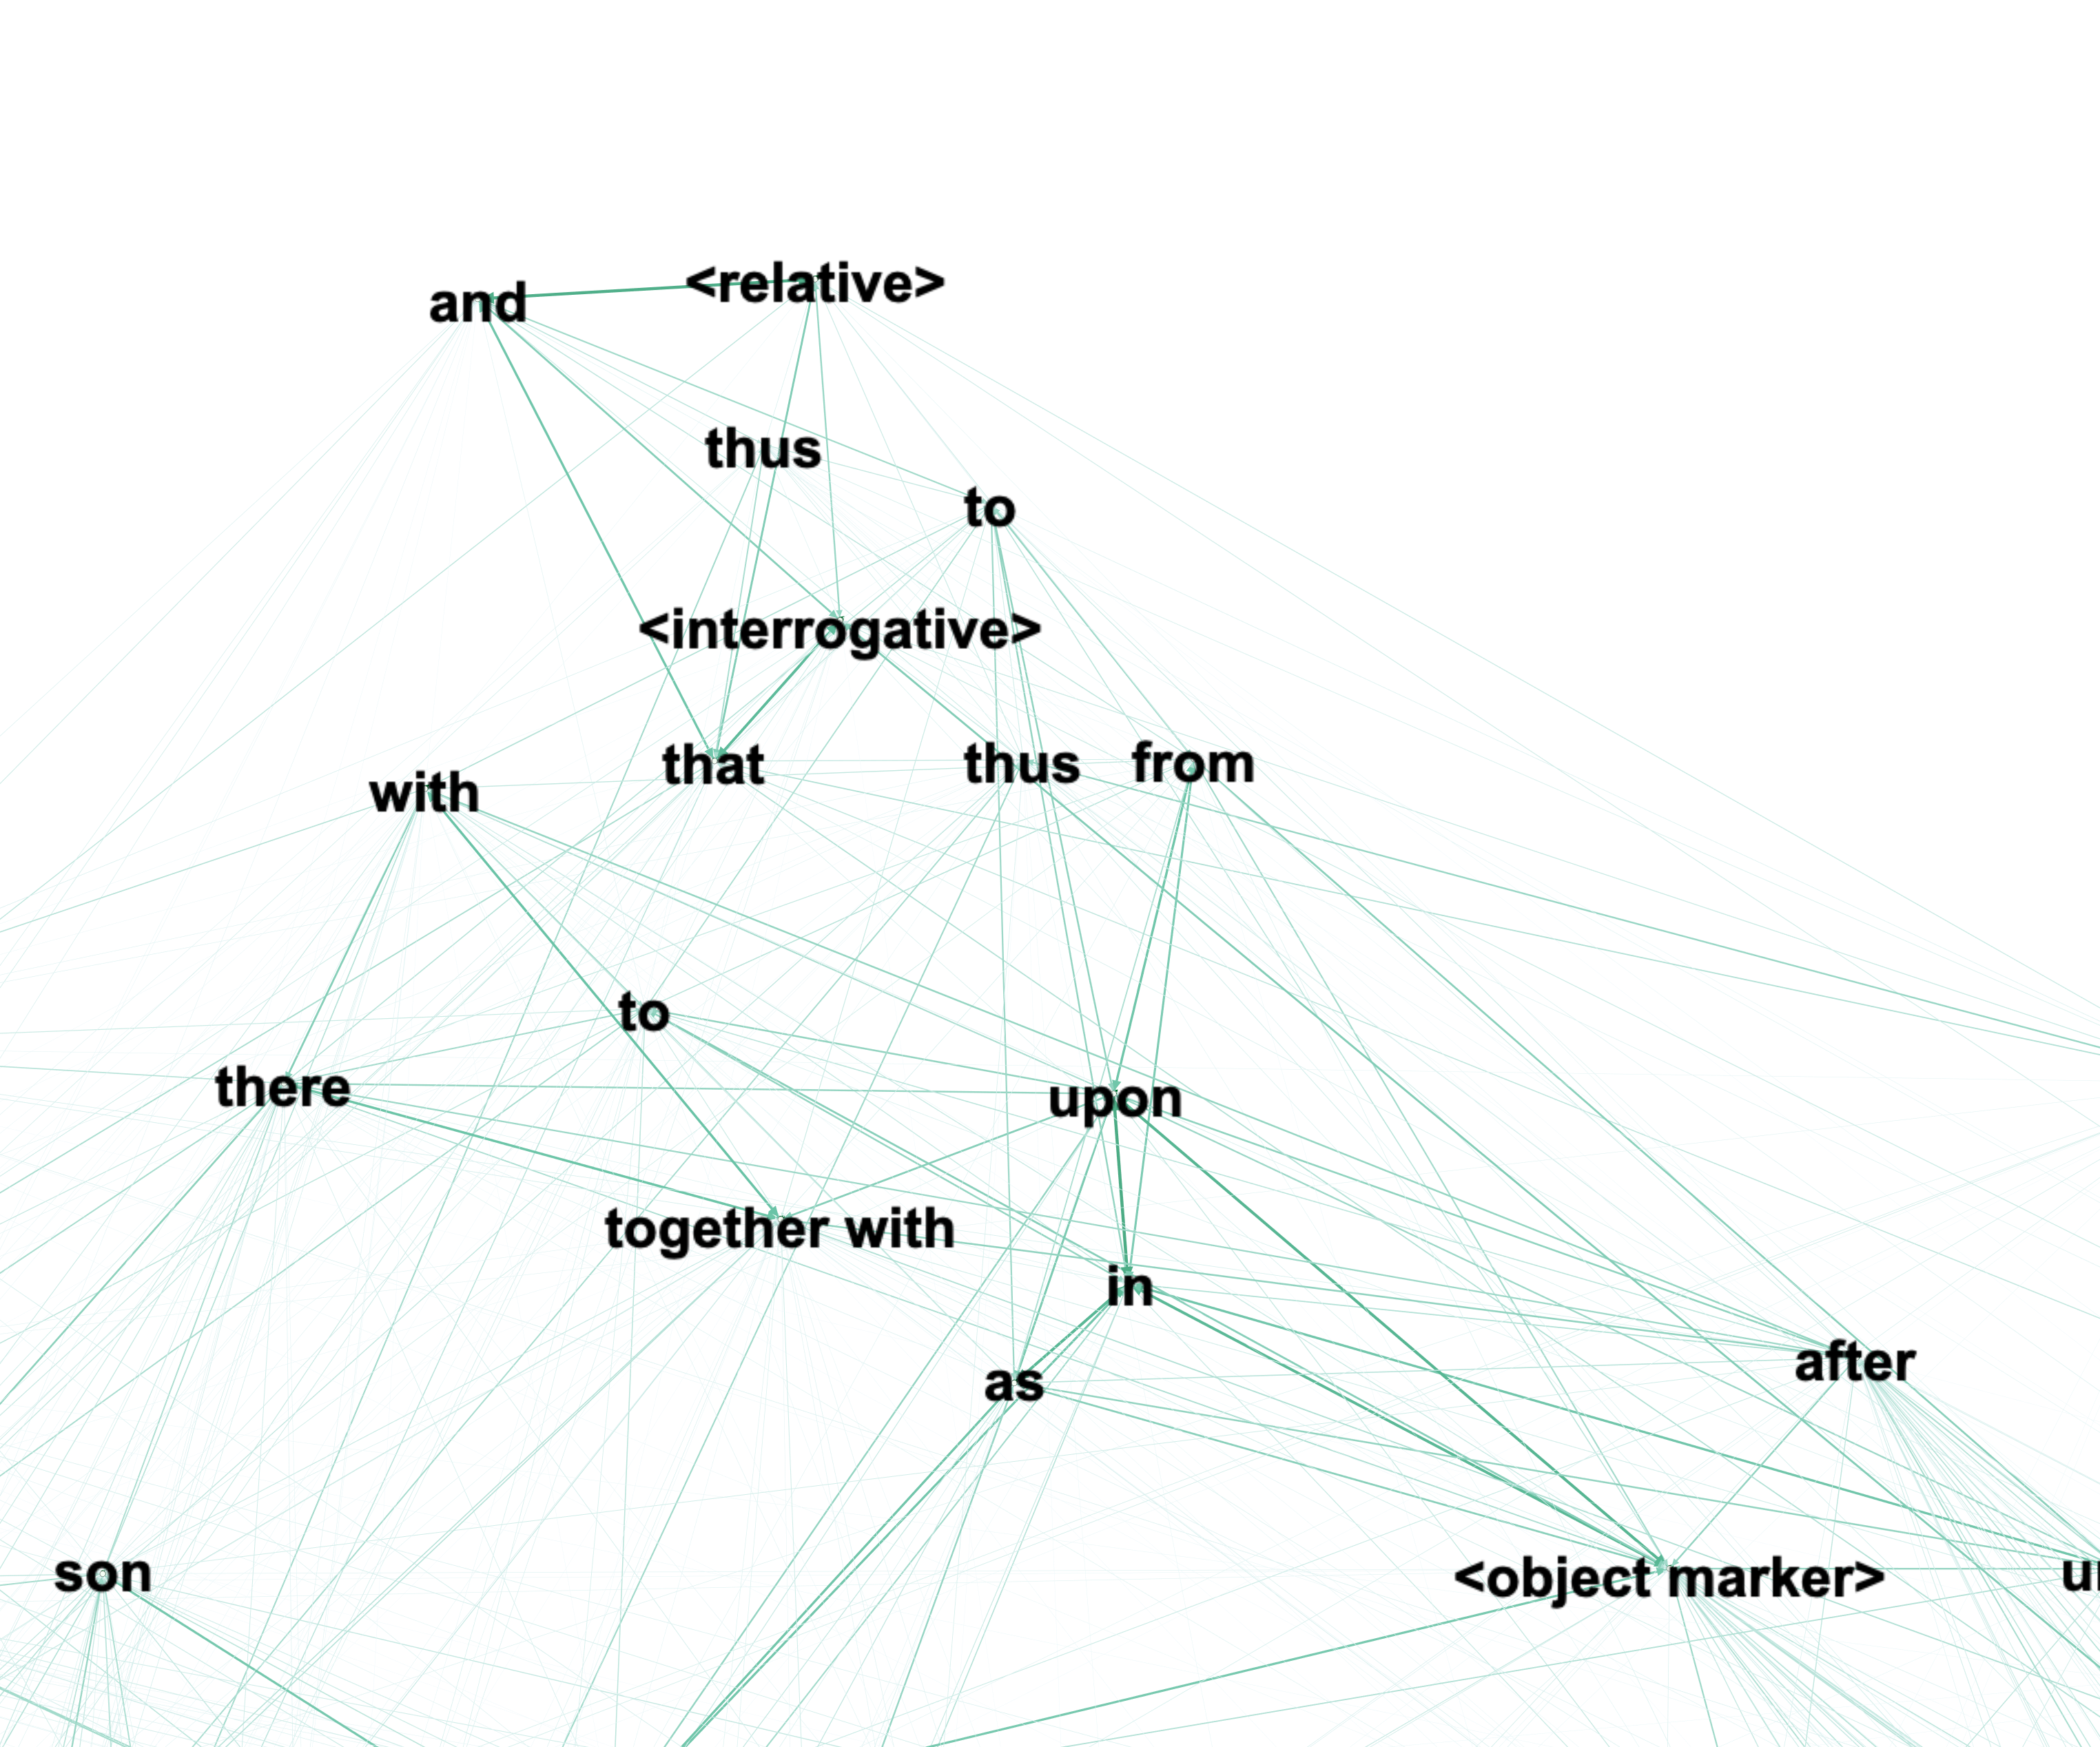 <relative>
and
thus
to
<interrogative>
that
thus
from
with
to
there
upon
together with
in
after
as
son
<object marker>